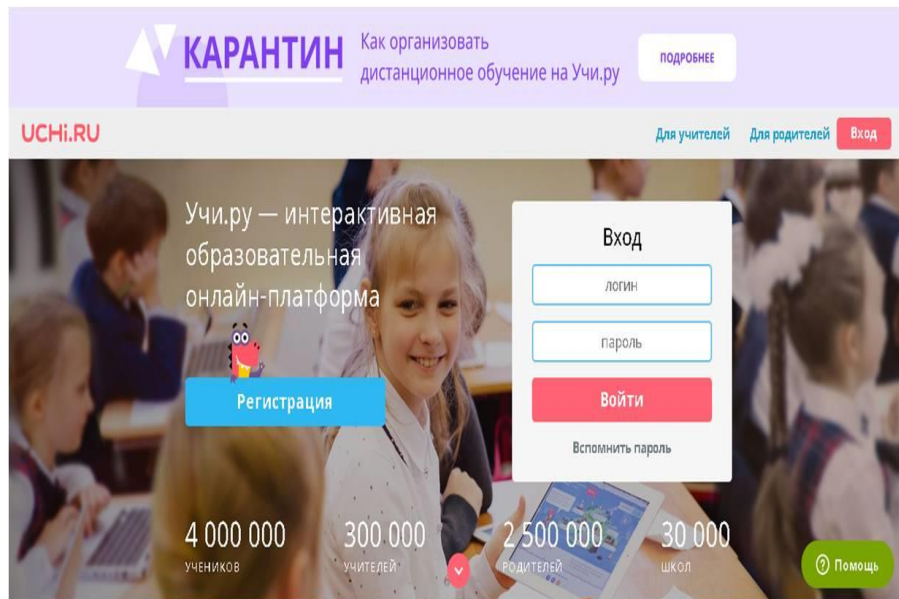 КАРАНТИН
Как организовать
дистанционное обучение на Учи.ру
ПОДРОБНЕЕ
UCHi.RU
Для учителей
Для родителей
Вход
Учи.ру — интерактивная
образовательная
онлайн-платформа
Регистрация
Вход
логин
пароль
Войти
Вспомнить пароль
4 000 000
УЧЕНИКОВ
300 000
УЧИТЕЛЕЙ
2 500 000
РОДИТЕЛЕЙ
30 000
ШКОЛ
Помощь